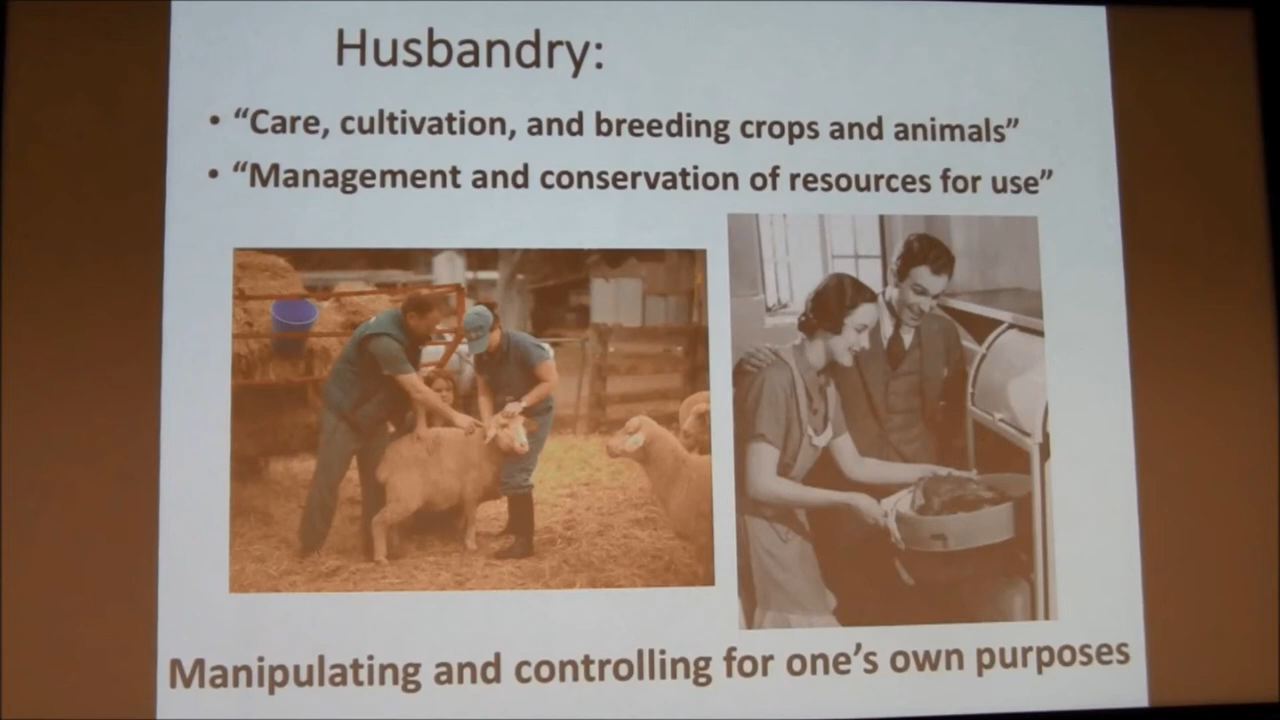 Husbandry:
• “Care, cultivation, and breeding crops and animals”
• “Management and conservation of resources for use”
Manipulating and controlling for one’s own purposes